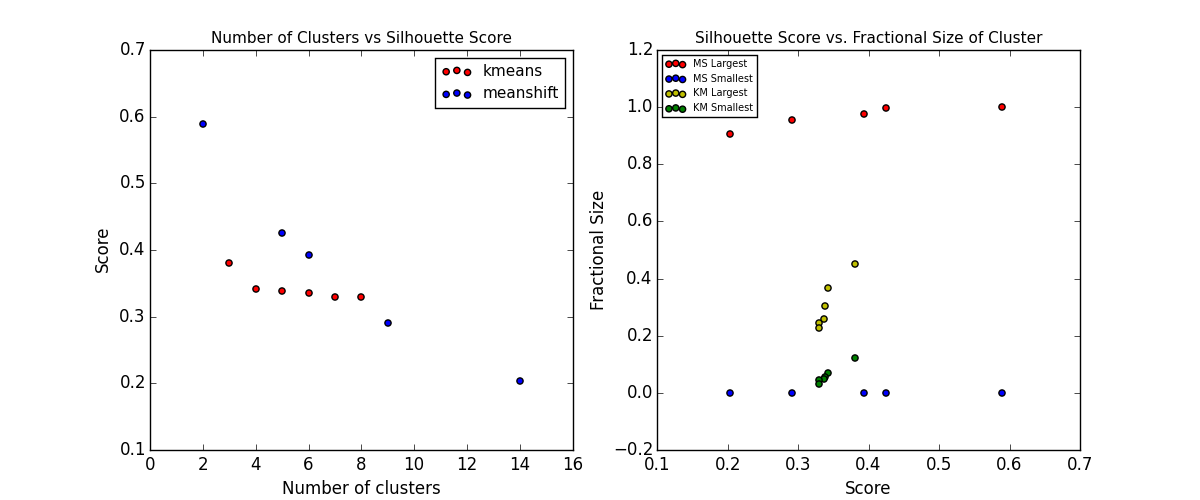 Number of Clusters vs Silhouette Score
0.7
0.6
0.5
0.4
0.3
0.2
0.1
Score
kmeans
meanshift
0 2 4 6 8 10 12 14 16
Number of clusters
Silhouette Score vs. Fractional Size of Cluster
1.2
1.0
0.8
0.6
0.4
0.2
0.0
−0.2
Fractional Size
MS Largest
MS Smallest
KM Largest
KM Smallest
0.1 0.2 0.3 0.4 0.5 0.6 0.7
Score